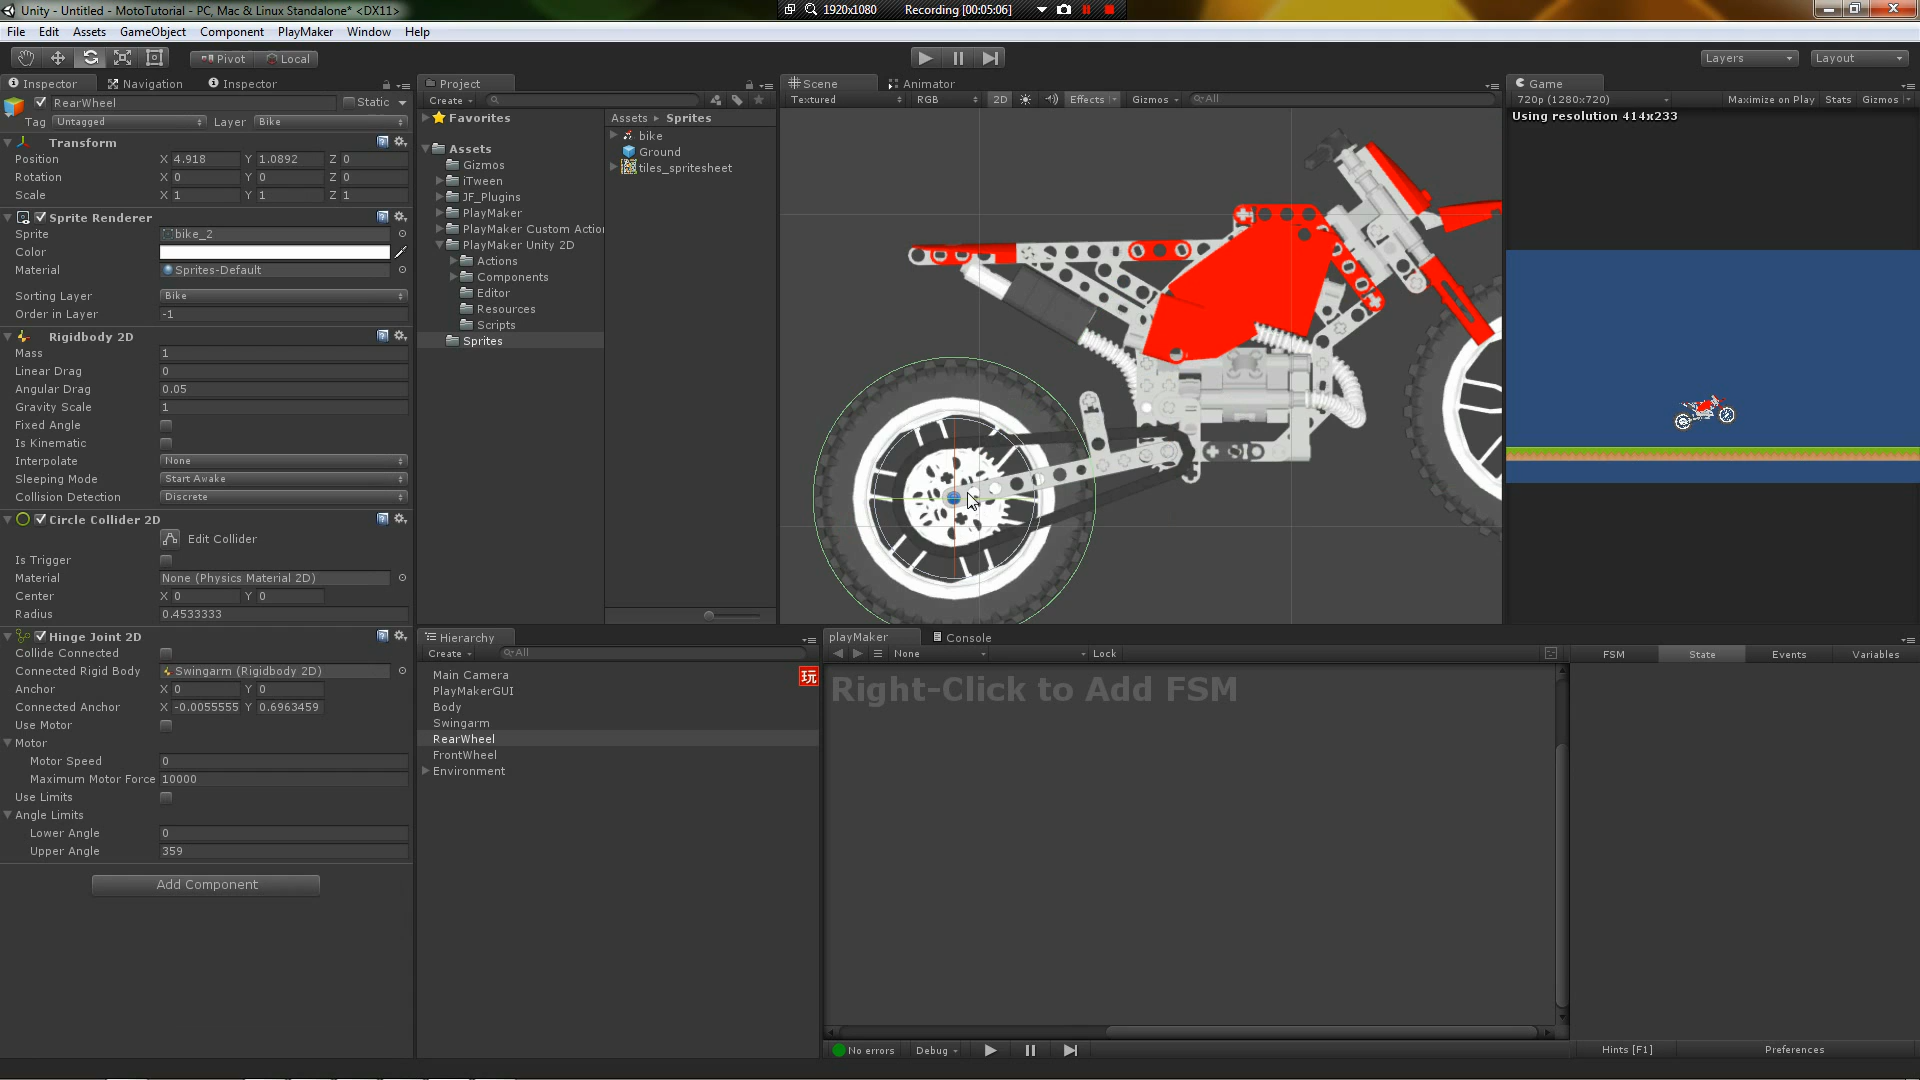 Unity - Untitled - MotoTutorial - PC, Mac & Linux Standalone* <DX11>
1920x1080
Recording [00:05:06]
File Edit Assets GameObject Component PlayMaker Window Help
Pivot Local
Layers
Layout
Inspector
Navigation
Inspector
RearWheel
Static
Tag Untagged
Layer Bike
Transform
Position X 4.918 Y 1.0892 Z 0
Rotation X 0 Y 0 Z 0
Scale X 1 Y 1 Z 1
Sprite Renderer
Sprite bike_2
Color
Material Sprites-Default
Sorting Layer Bike
Order in Layer -1
Rigidbody 2D
Mass 1
Linear Drag 0
Angular Drag 0.05
Gravity Scale 1
Fixed Angle
Is Kinematic
Interpolate None
Sleeping Mode Start Awake
Collision Detection Discrete
Circle Collider 2D
Edit Collider
Is Trigger
Material None (Physics Material 2D)
Center X 0 Y 0
Radius 0.4533333
Hinge Joint 2D
Collide Connected
Connected Rigid Body Swingarm (Rigidbody 2D)
Anchor X 0 Y 0
Connected Anchor X -0.0055555 Y 0.6963459
Use Motor
Motor
Motor Speed 0
Maximum Motor Force 10000
Use Limits
Angle Limits
Lower Angle 0
Upper Angle 359
Add Component
Project
Create
Favorites
Assets
Gizmos
iTween
JF_Plugins
PlayMaker
PlayMaker Custom Actio
PlayMaker Unity 2D
Actions
Components
Editor
Resources
Scripts
Sprites
Assets Sprites
bike
Ground
tiles_spritesheet
Scene
Animator
Textured
RGB
2D
Effects
Gizmos
All
Game
720p (1280x720)
Maximize on Play Stats Gizmos
Using resolution 414x233
Hierarchy
Create
All
Main Camera
玩
PlayMakerGUI
Body
Swingarm
RearWheel
FrontWheel
Environment
playMaker
Console
None
Lock
Right-Click to Add FSM
No errors
Debug
FSM State Events Variables
Hints [F1]
Preferences